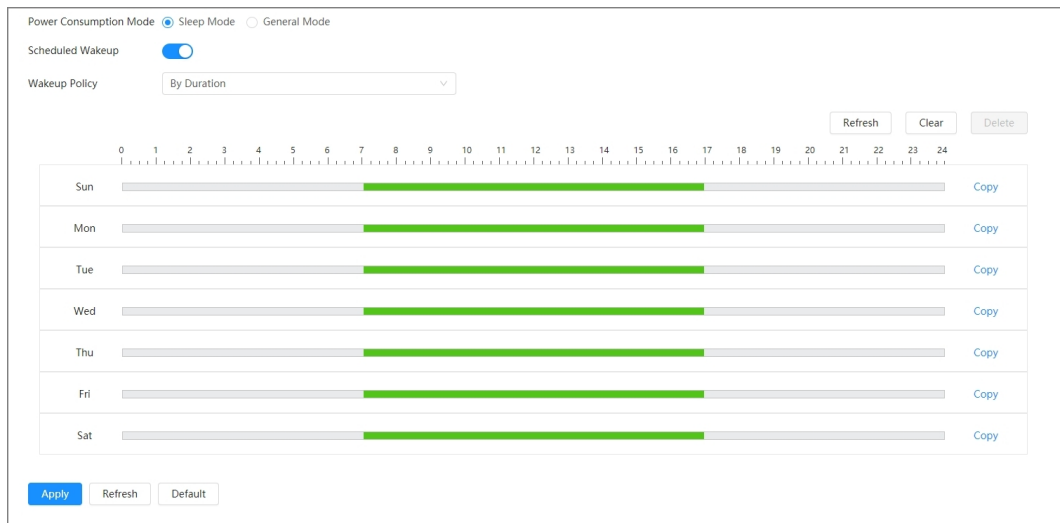 Power Consumption Mode Sleep Mode General Mode
Scheduled Wakeup
Wakeup Policy By Duration
Refresh Clear Delete
0 1 2 3 4 5 6 7 8 9 10 11 12 13 14 15 16 17 18 19 20 21 22 23 24
Sun Copy
Mon Copy
Tue Copy
Wed Copy
Thu Copy
Fri Copy
Sat Copy
Apply Refresh Default